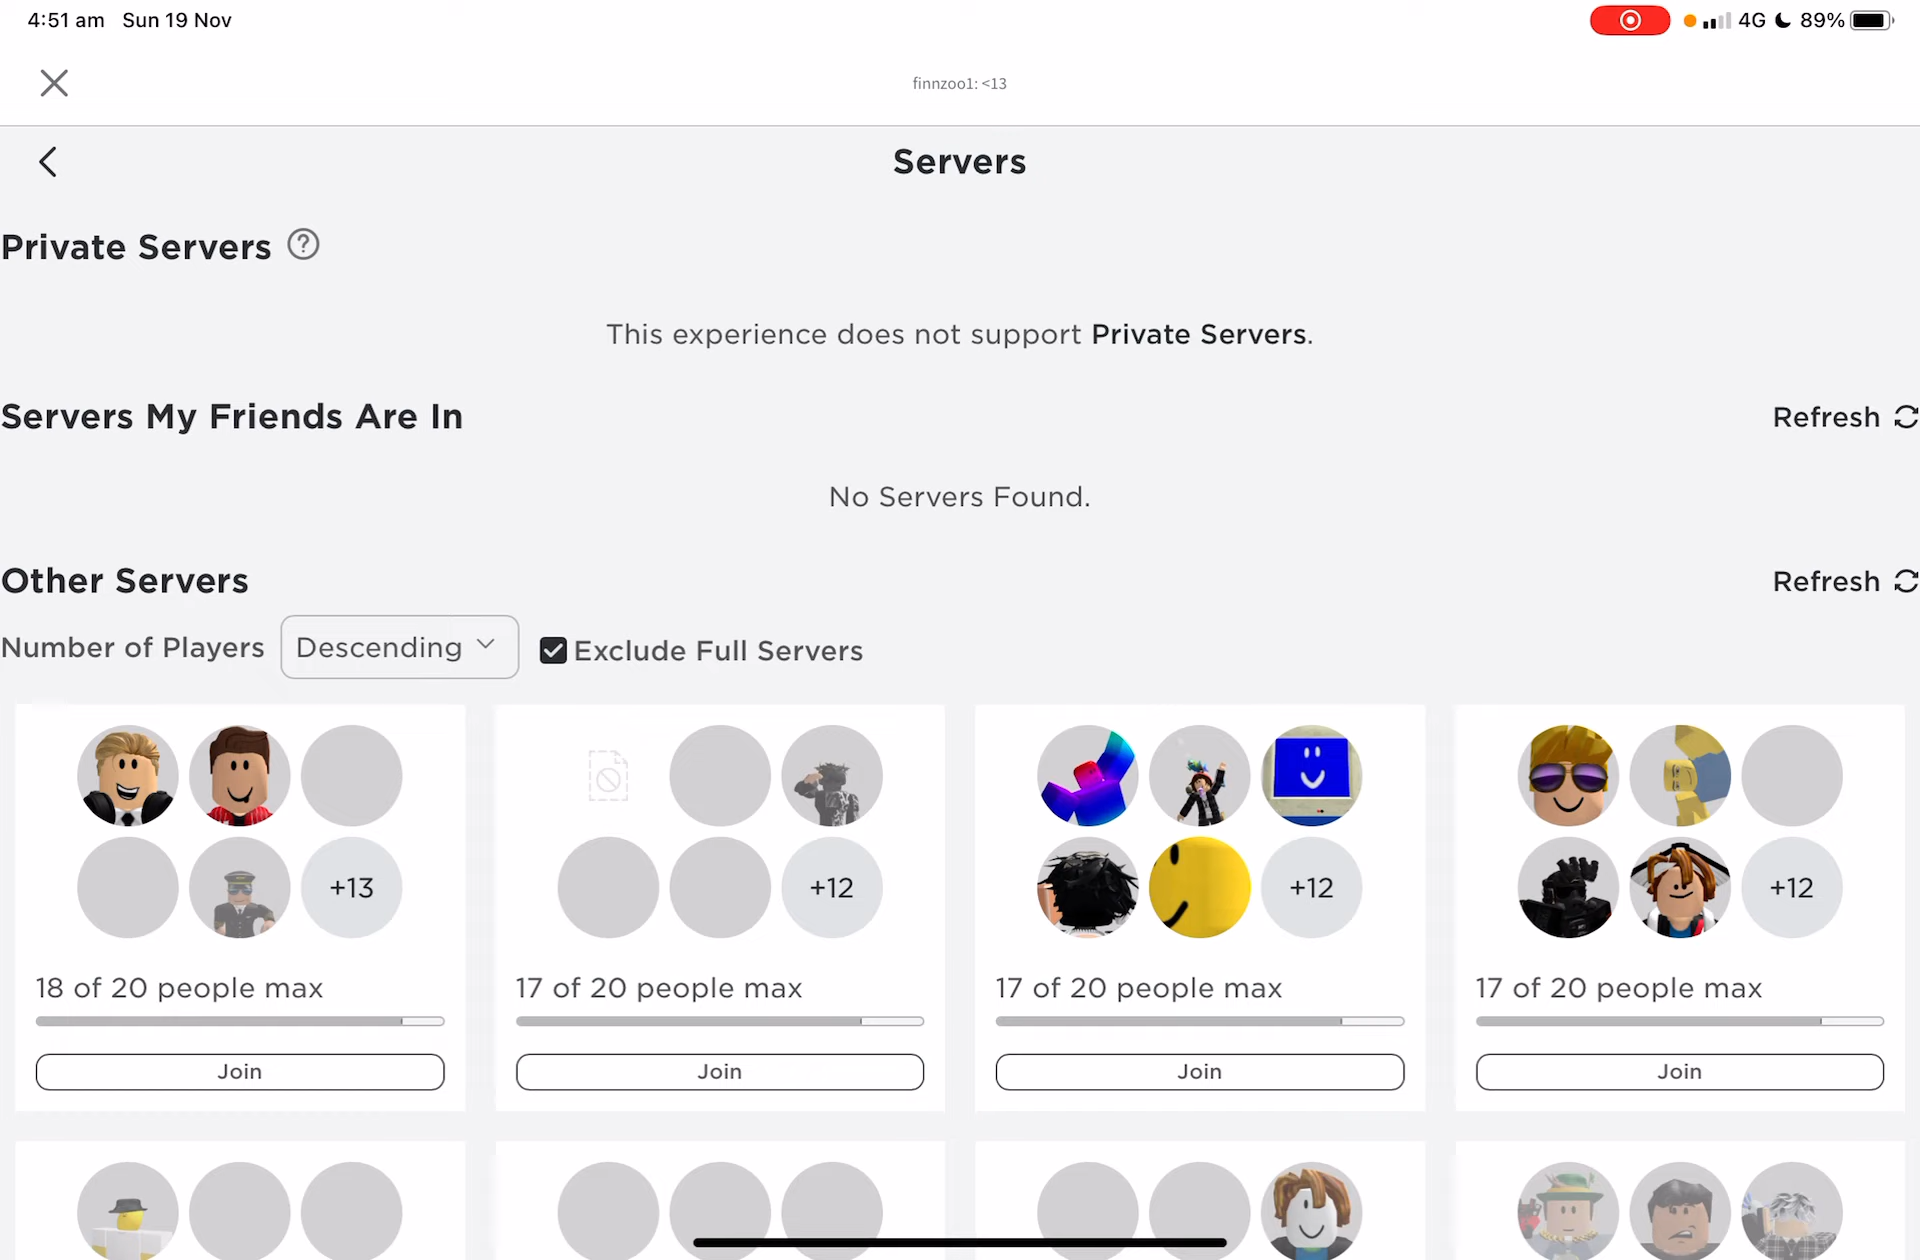 4:51 am Sun 19 Nov
4G 89%
finnzoo1: <13
Servers
Private Servers ?
This experience does not support Private Servers.
Servers My Friends Are In
Refresh
No Servers Found.
Other Servers
Refresh
Number of Players Descending Exclude Full Servers
+13 +12 +12 +12
18 of 20 people max 17 of 20 people max 17 of 20 people max 17 of 20 people max
Join Join Join Join